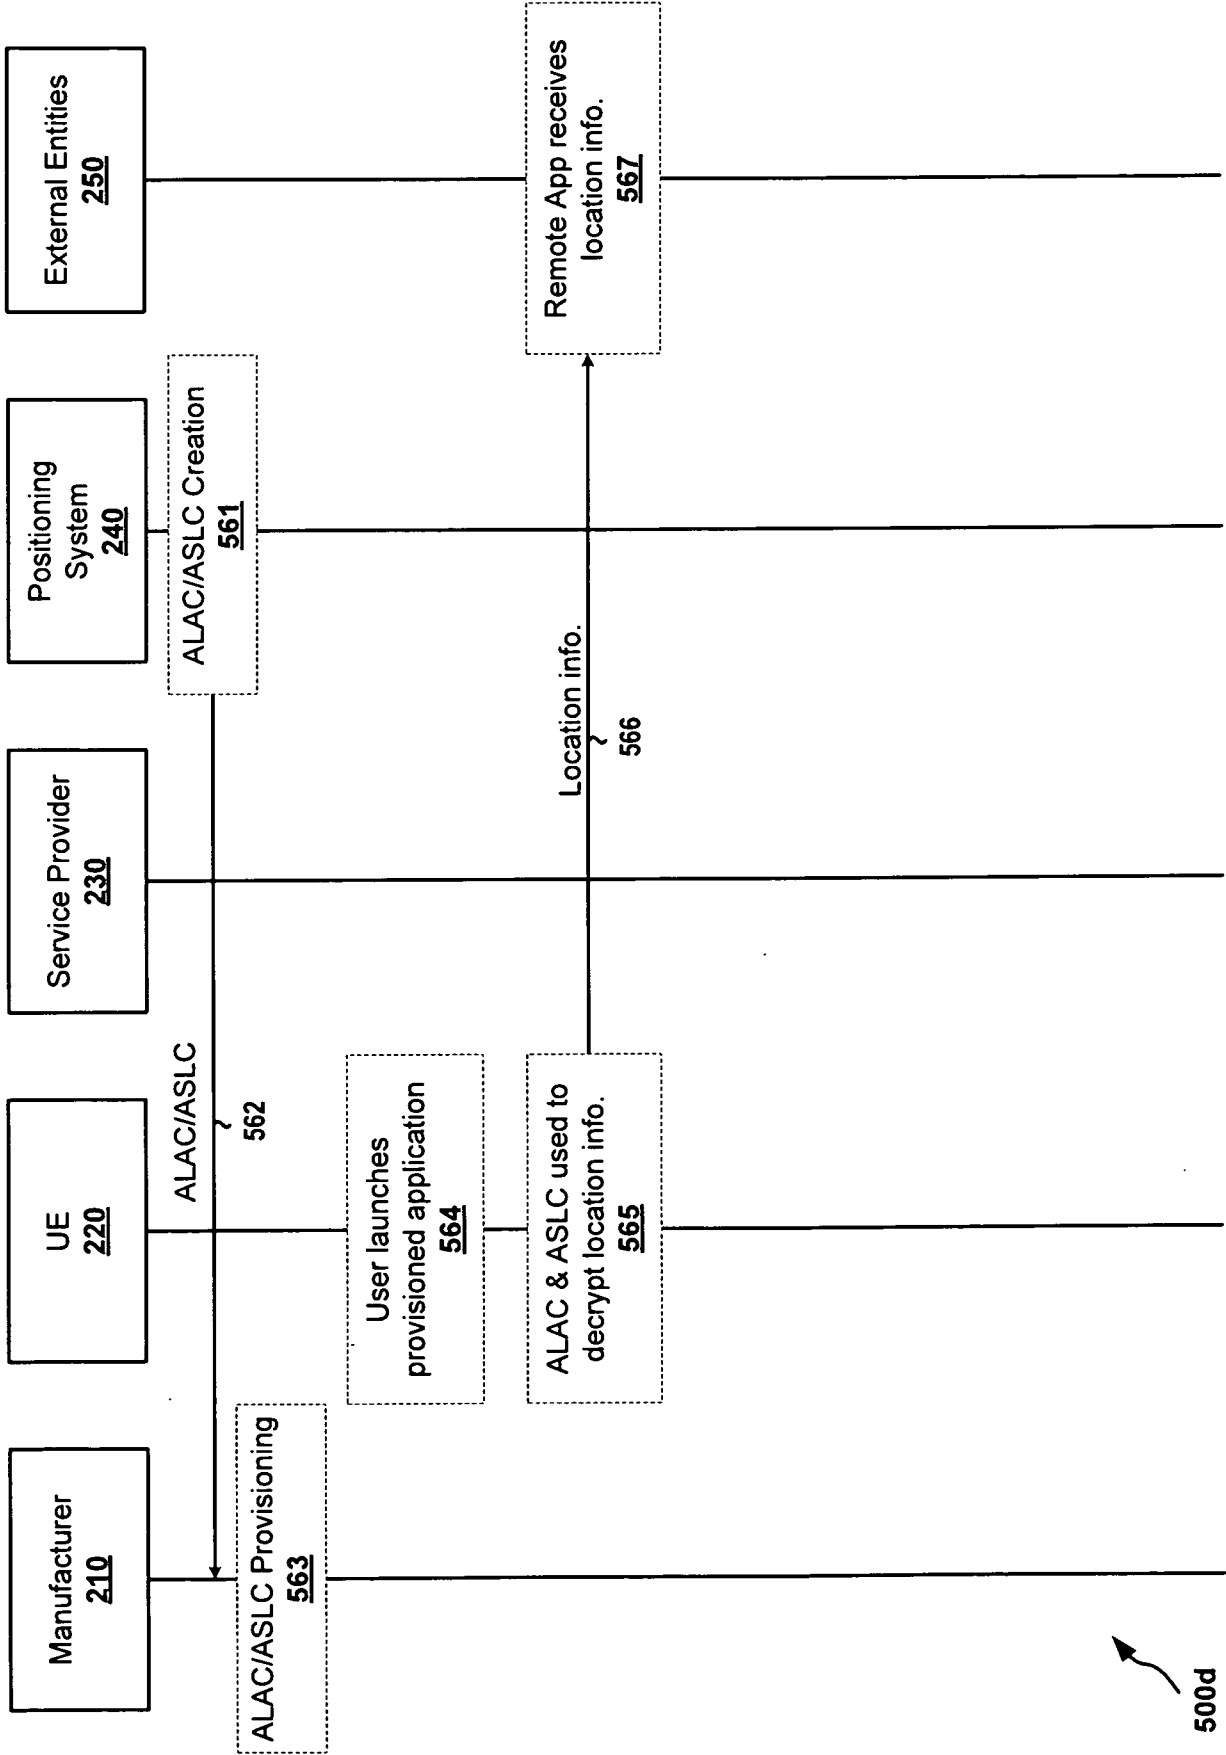 Manufacturer
210
UE
220
Service Provider
230
Positioning
System
240
External Entities
250
ALAC/ASLC Creation
561
ALAC/ASLC
562
ALAC/ASLC Provisioning
563
User launches
provisioned application
564
ALAC & ASLC used to
decrypt location info.
565
Location info.
566
Remote App receives
location info.
567
500d